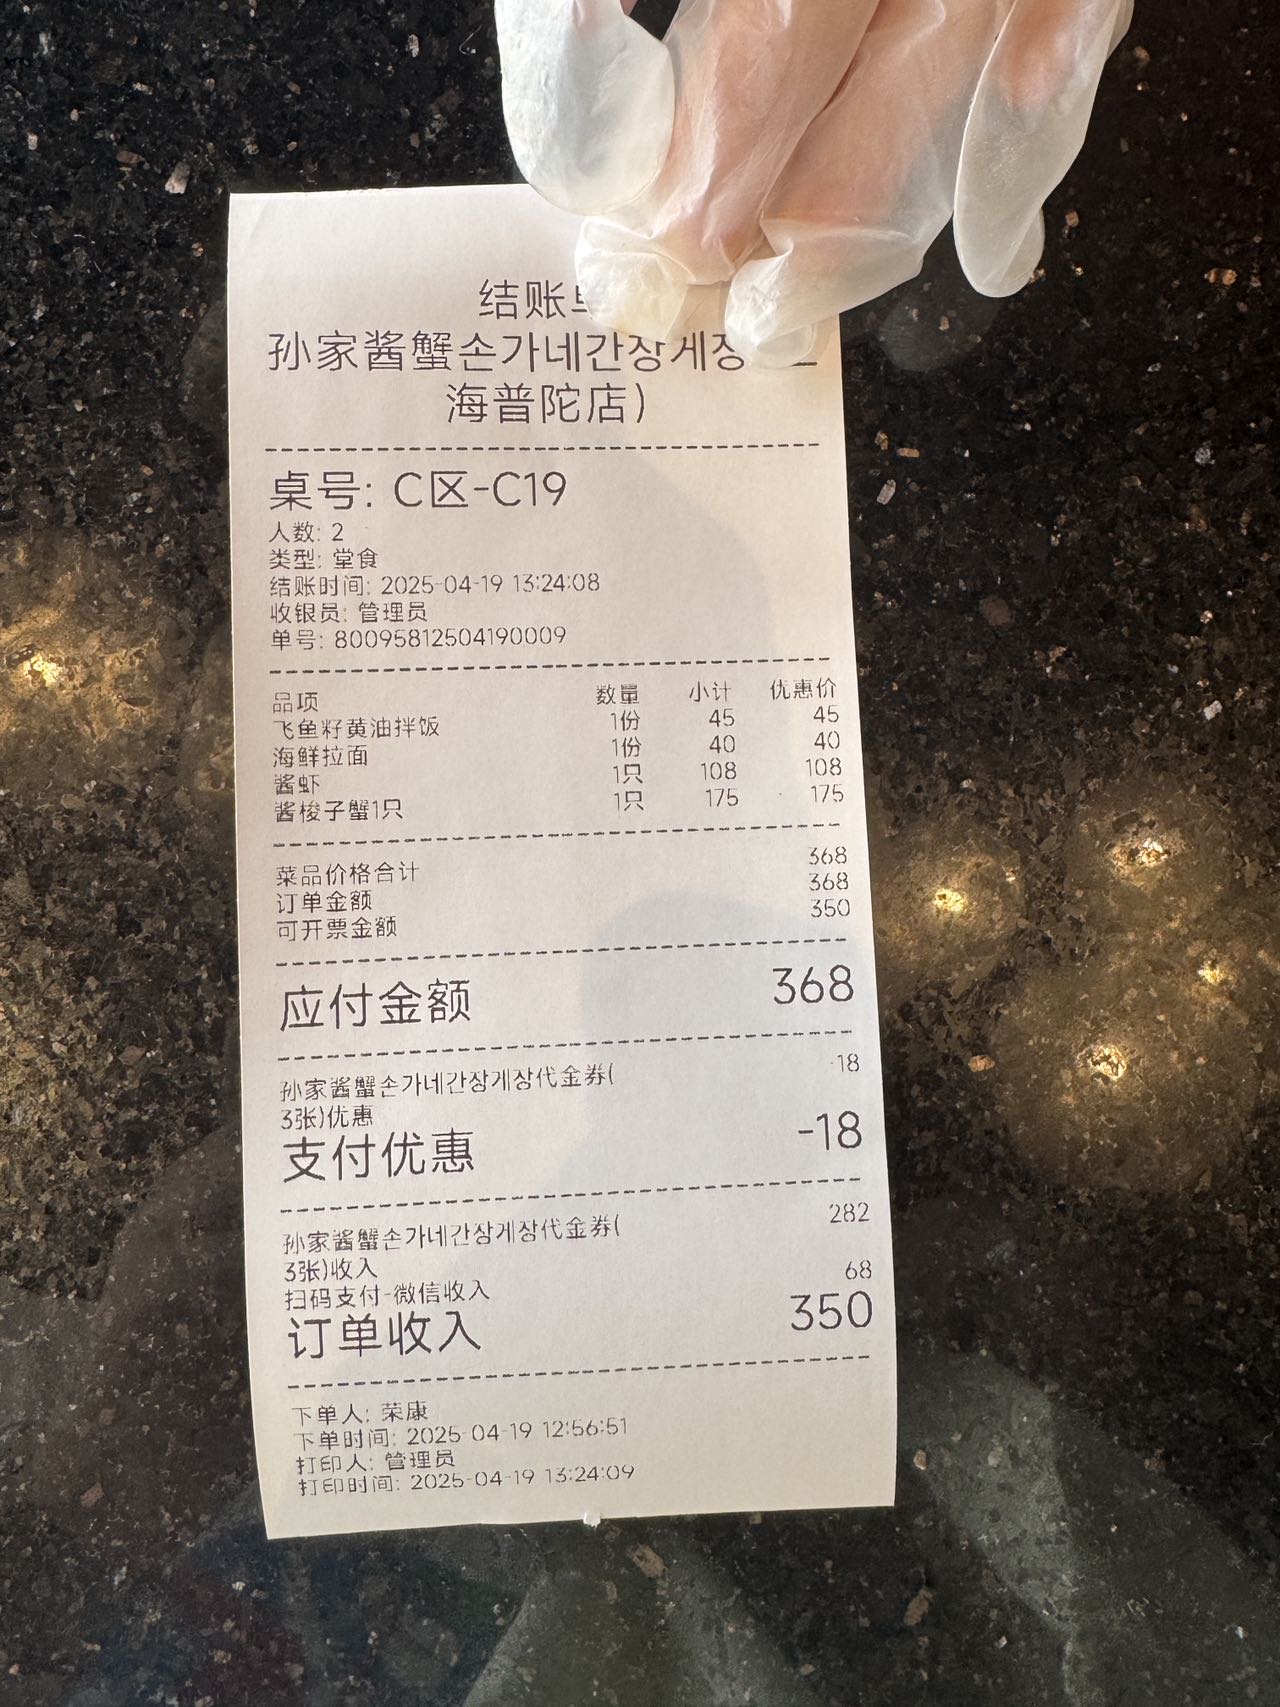 结账
孙家酱蟹손가네간장게장
海普陀店)
桌号: C区-C19
人数: 2
类型: 堂食
结账时间: 2025-04-19 13:24:08
收银员: 管理员
单号: 80095812504190009
品项 数量 小计 优惠价
飞鱼籽黄油拌饭 1份 45 45
海鲜拉面 1份 40 40
酱虾 1只 108 108
酱梭子蟹1只 1只 175 175
菜品价格合计 368
订单金额 368
可开票金额 350
应付金额 368
孙家酱蟹손가네간장게장代金券( -18
3张)优惠
支付优惠 -18
孙家酱蟹손가네간장게장代金券( 282
3张)收入
扫码支付-微信收入 68
订单收入 350
下单人: 荣康
下单时间: 2025-04-19 12:56:51
打印人: 管理员
打印时间: 2025-04-19 13:24:09